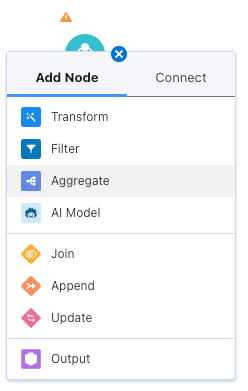 Add Node
Connect
Transform
Filter
Aggregate
AI Model
Join
Append
Update
Output